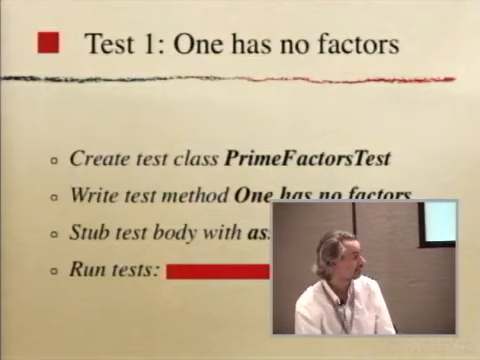 Test 1: One has no factors
Create test class PrimeFactorsTest
Write test method One has no factors
Stub test body with
Run tests: